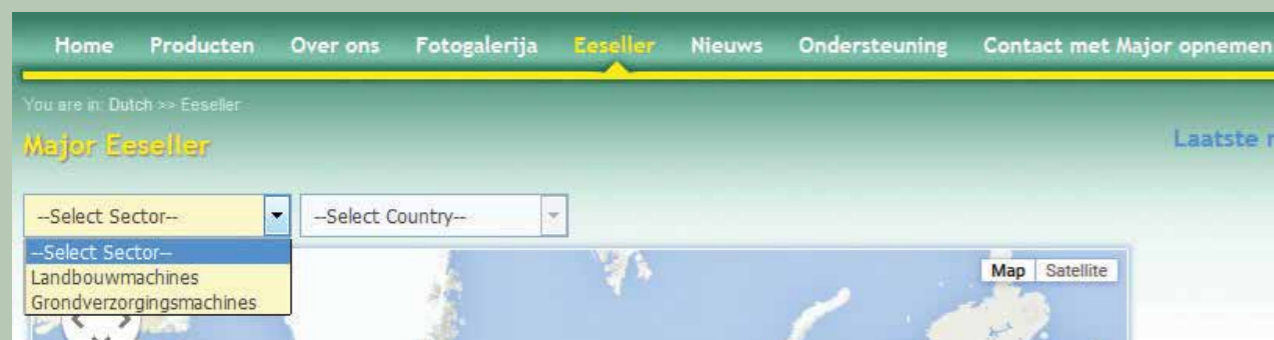 Home Producten Over ons Fotogalerija Eeseller Nieuws Ondersteuning Contact met Major opnemen
You are in: Dutch >> Eeseller
Major Eeseller
Laatste
--Select Sector-- --Select Country--
--Select Sector--
Landbouwmachines
Grondverzorgingsmachines
Map Satellite